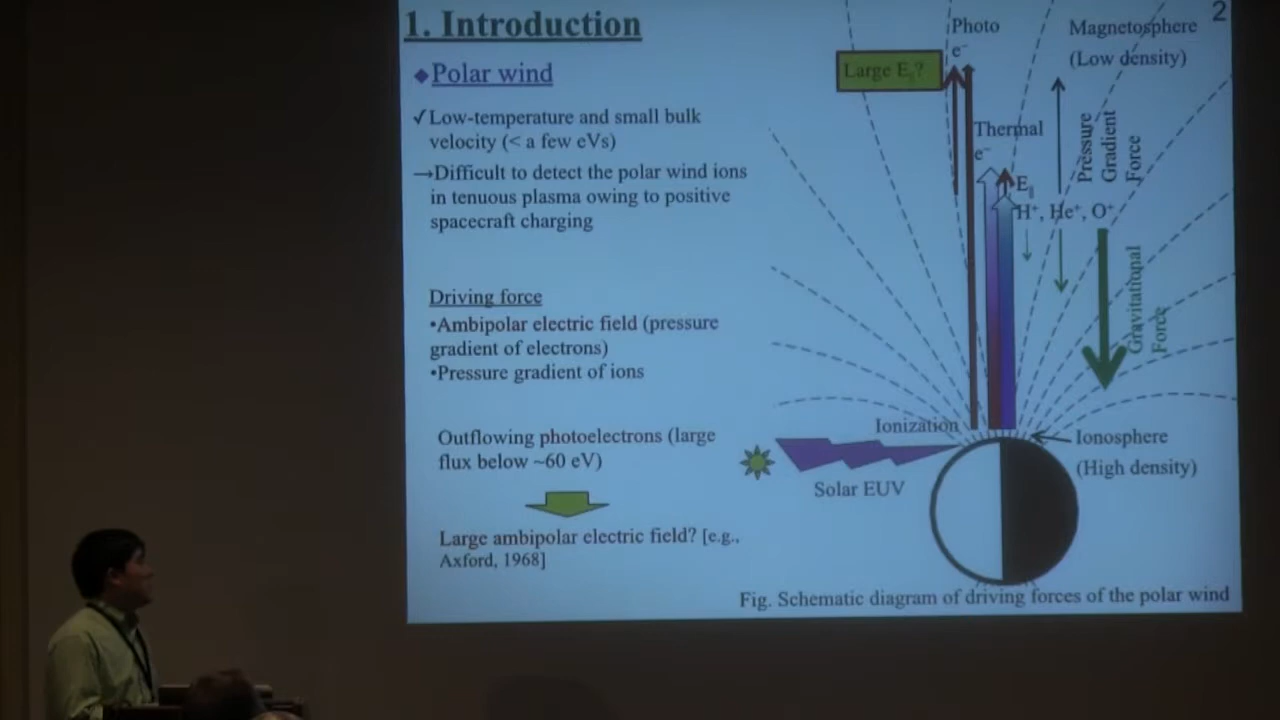 2
1. Introduction
◆Polar wind
✓Low-temperature and small bulk
velocity (< a few eVs)
→Difficult to detect the polar wind ions
in tenuous plasma owing to positive
spacecraft charging
Driving force
•Ambipolar electric field (pressure
gradient of electrons)
•Pressure gradient of ions
Outflowing photoelectrons (large
flux below ~60 eV)
Large ambipolar electric field? [e.g.,
Axford, 1968]
Photo
e⁻
Magnetosphere
(Low density)
Large E∥?
Thermal
e⁻
E∥
Pressure
Gradient
Force
H⁺, He⁺, O⁺
Gravitational
Force
Ionization
Solar EUV
Ionosphere
(High density)
Fig. Schematic diagram of driving forces of the polar wind